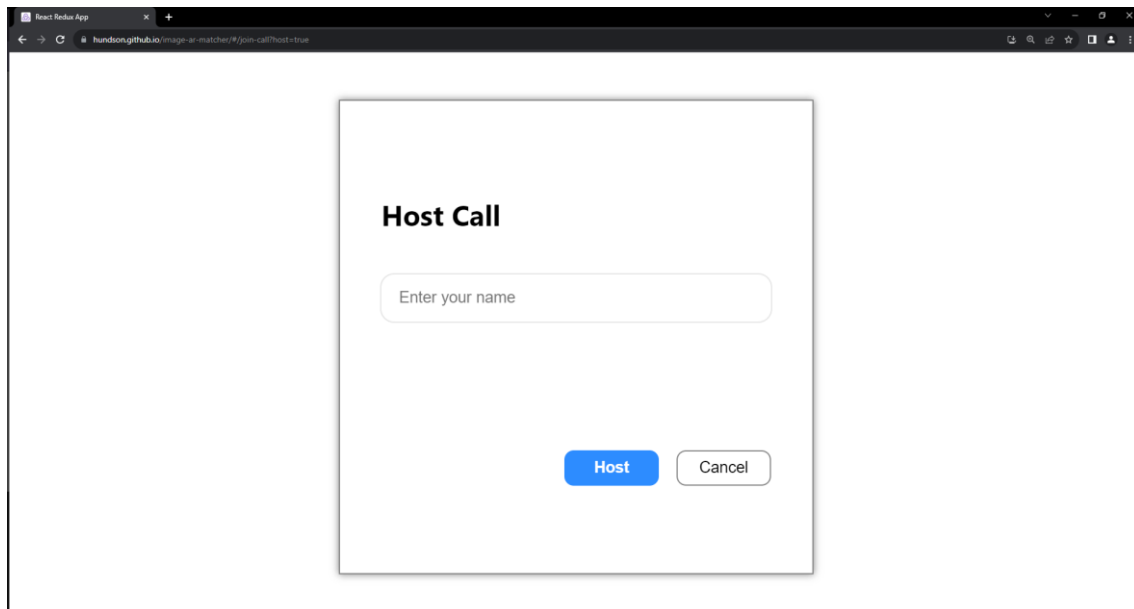 React Redux App
hundson.github.io/image-ar-matcher/#/join-call?host=true
Host Call
Enter your name
Host Cancel